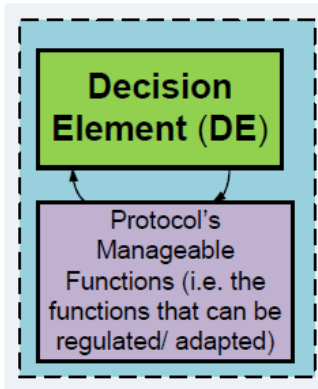 Decision
Element (DE)
Protocol's
Manageable
Functions (i.e. the
functions that can be
regulated/ adapted)